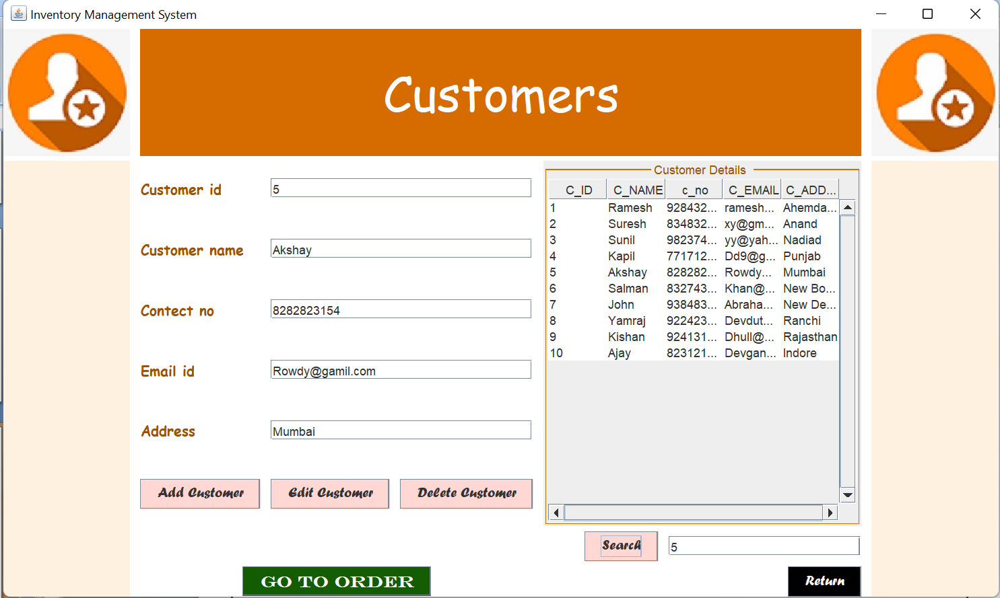 Inventory Management System
Customers
Customer id 5
Customer name Akshay
Contect no 8282823154
Email id Rowdy@gamil.com
Address Mumbai
Add Customer Edit Customer Delete Customer
Customer Details
C_ID C_NAME c_no C_EMAIL C_ADD...
1 Ramesh 928432... ramesh... Ahemda...
2 Suresh 834832... xy@gm... Anand
3 Sunil 982374... yy@yah... Nadiad
4 Kapil 771712... Dd9@g... Punjab
5 Akshay 828282... Rowdy... Mumbai
6 Salman 832743... Khan@... New Bo...
7 John 938483... Abraha... New De...
8 Yamraj 922423... Devdut... Ranchi
9 Kishan 924131... Dhull@... Rajasthan
10 Ajay 823121... Devgan... Indore
Search 5
GO TO ORDER Return